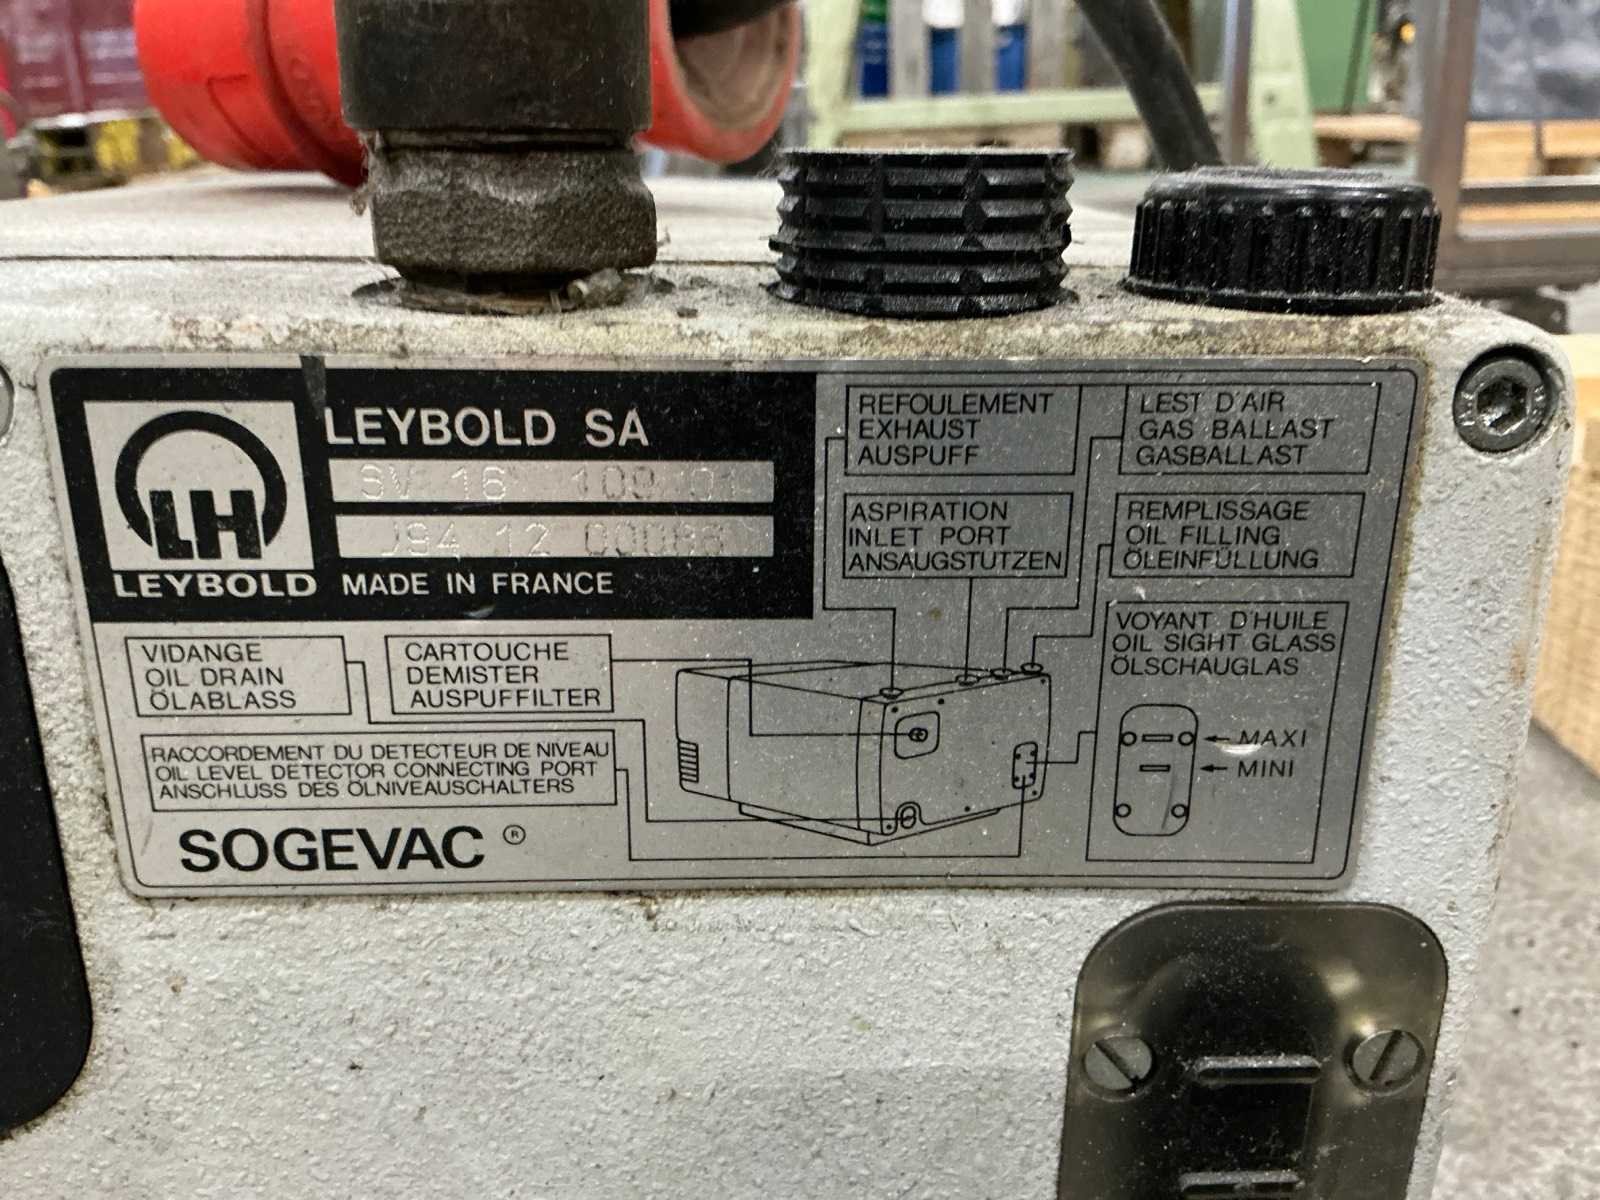 LEYBOLD SA
SV 16 109 01
J94 12 00086
LH
LEYBOLD
MADE IN FRANCE
REFOULEMENT
EXHAUST
AUSPUFF
LEST D'AIR
GAS BALLAST
GASBALLAST
ASPIRATION
INLET PORT
ANSAUGSTUTZEN
REMPLISSAGE
OIL FILLING
ÖLEINFÜLLUNG
VIDANGE
OIL DRAIN
ÖLABLASS
CARTOUCHE
DEMISTER
AUSPUFFILTER
VOYANT D'HUILE
OIL SIGHT GLASS
ÖLSCHAUGLAS
MAXI
MINI
RACCORDEMENT DU DETECTEUR DE NIVEAU
OIL LEVEL DETECTOR CONNECTING PORT
ANSCHLUSS DES ÖLNIVEAUSCHALTERS
SOGEVAC ®